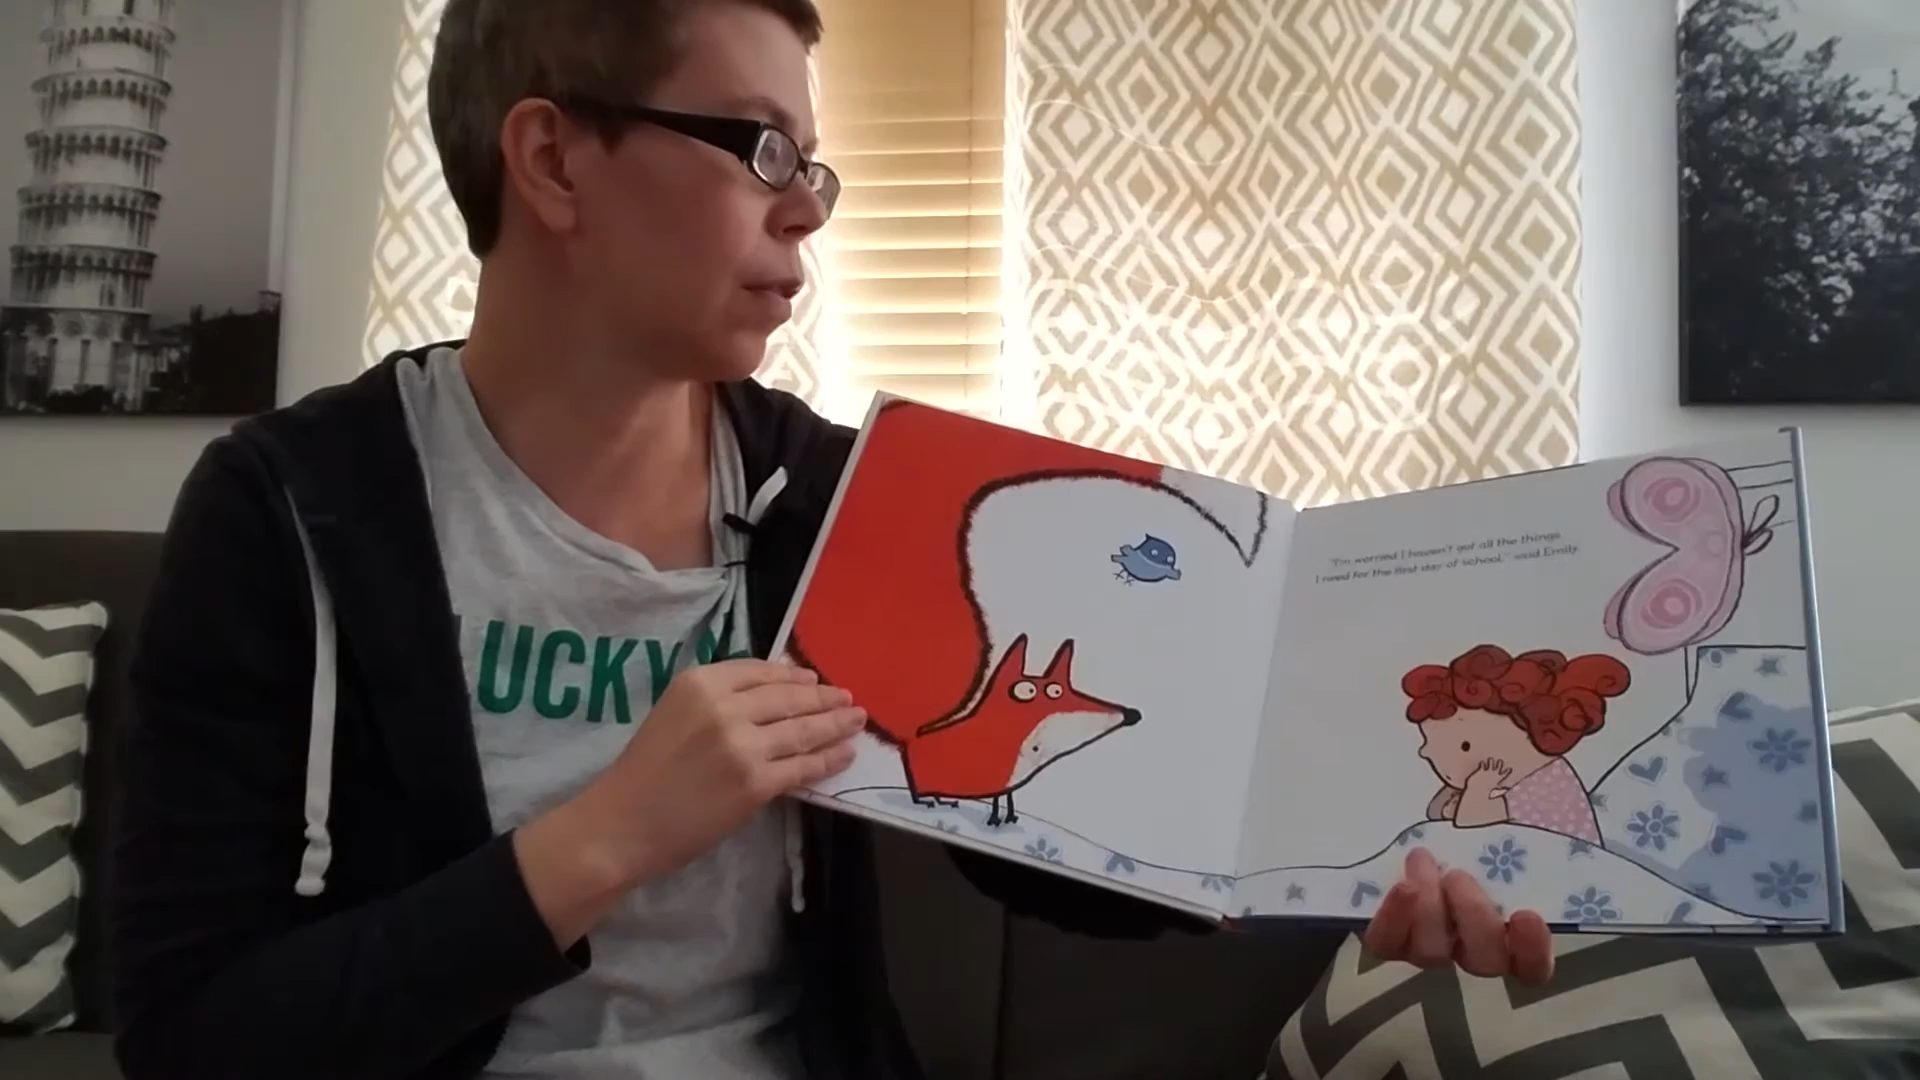 LUCKY
"I'm worried I haven't got all the things
I need for the first day of school," said Emily.